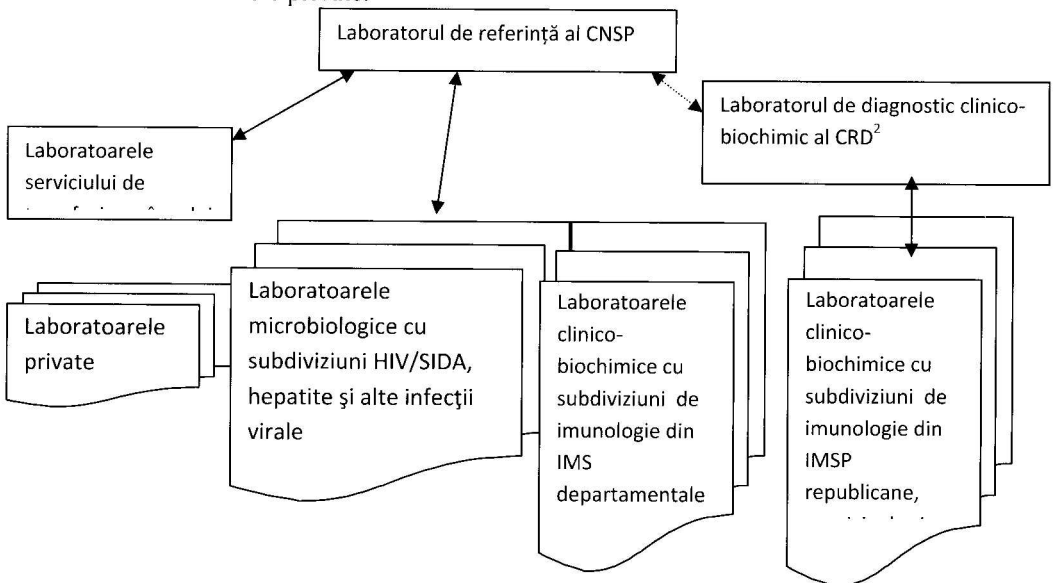 Laboratorul de referință al CNSP
Laboratorul de diagnostic clinico-
biochimic al CRD²
Laboratoarele
serviciului de
Laboratoarele
private
Laboratoarele
microbiologice cu
subdiviziuni HIV/SIDA,
hepatite şi alte infecţii
virale
Laboratoarele
clinico-
biochimice cu
subdiviziuni de
imunologie din
IMS
departamentale
Laboratoarele
clinico-
biochimice cu
subdiviziuni de
imunologie din
IMSP
republicane,